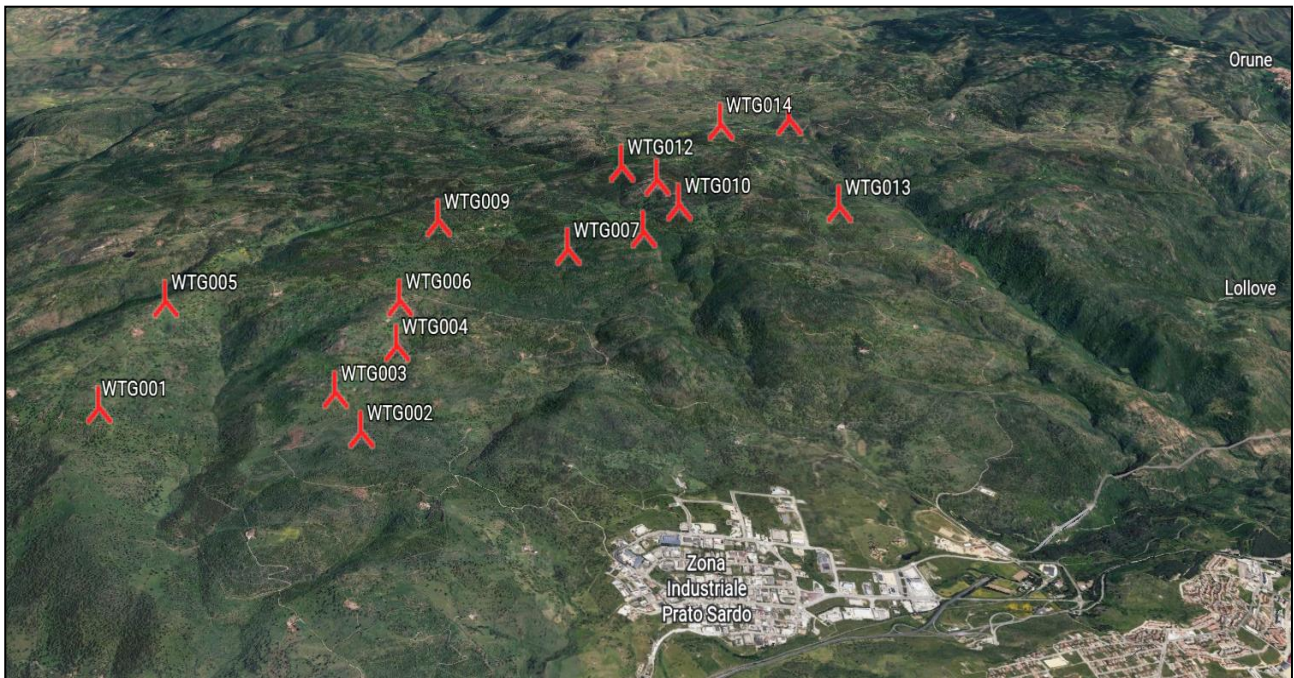 Orune
WTG014
WTG012
WTG010
WTG013
WTG009
WTG007
WTG005
WTG006
Lollove
WTG004
WTG003
WTG001
WTG002
Zona
Industriale
Prato Sardo